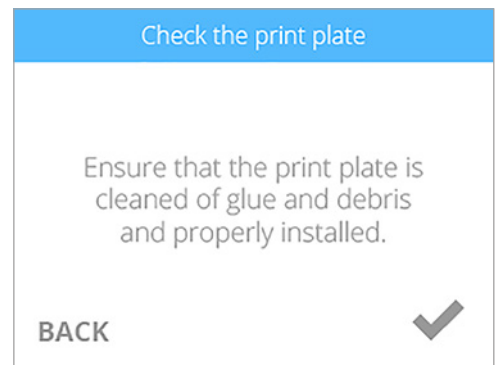 Check the print plate
Ensure that the print plate is
cleaned of glue and debris
and properly installed.
BACK